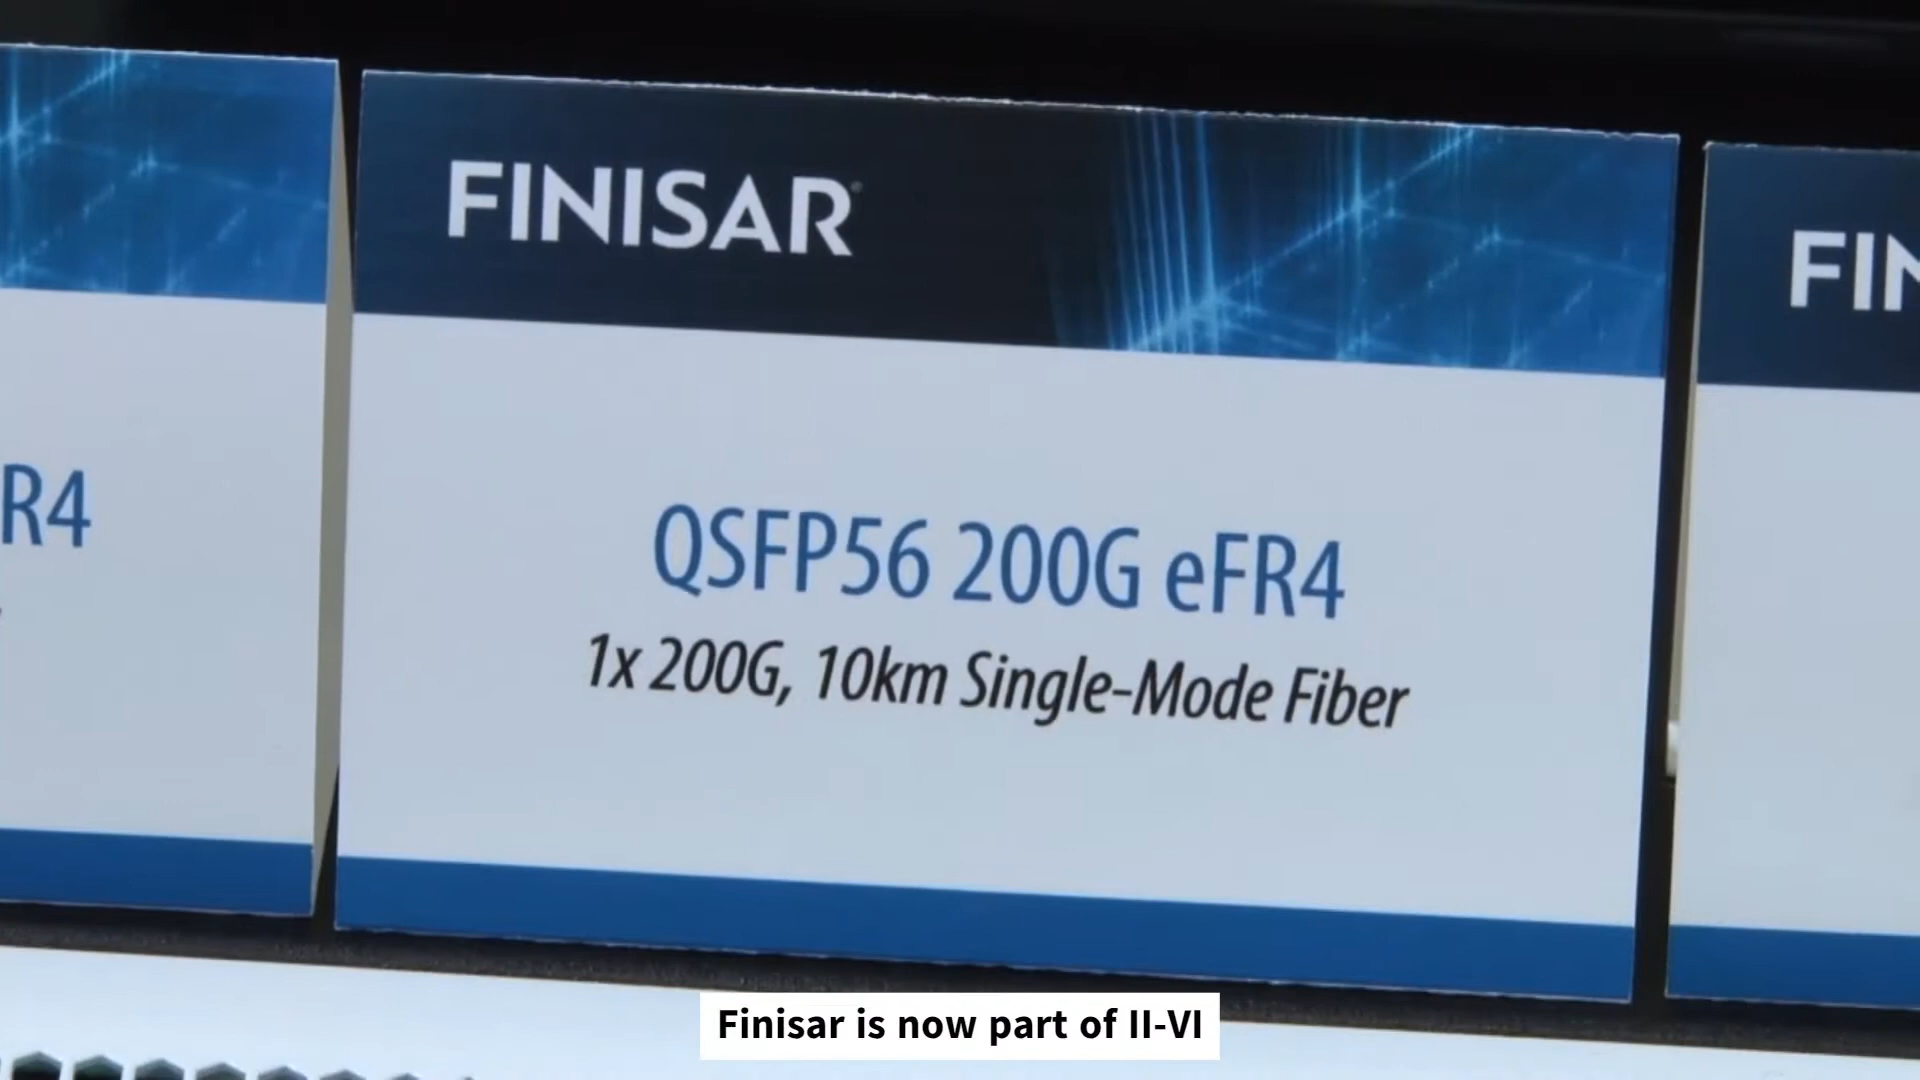 FINISAR
R4
QSFP56 200G eFR4
1x 200G, 10km Single-Mode Fiber
FIN
Finisar is now part of II-VI